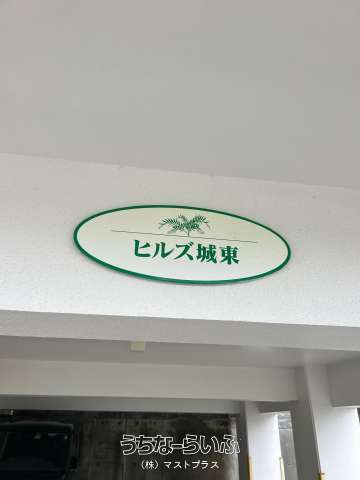 ヒルズ城東
うちなーらいふ
(株) マストプラス